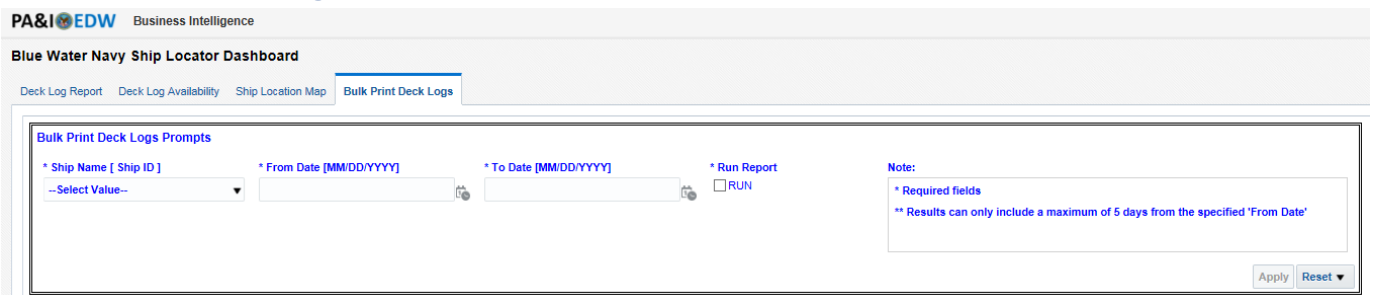 PA&I EDW Business Intelligence
Blue Water Navy Ship Locator Dashboard
Deck Log Report Deck Log Availability Ship Location Map Bulk Print Deck Logs
Bulk Print Deck Logs Prompts
* Ship Name [ Ship ID ] * From Date [MM/DD/YYYY] * To Date [MM/DD/YYYY] * Run Report Note:
--Select Value-- RUN * Required fields
** Results can only include a maximum of 5 days from the specified 'From Date'
Apply Reset